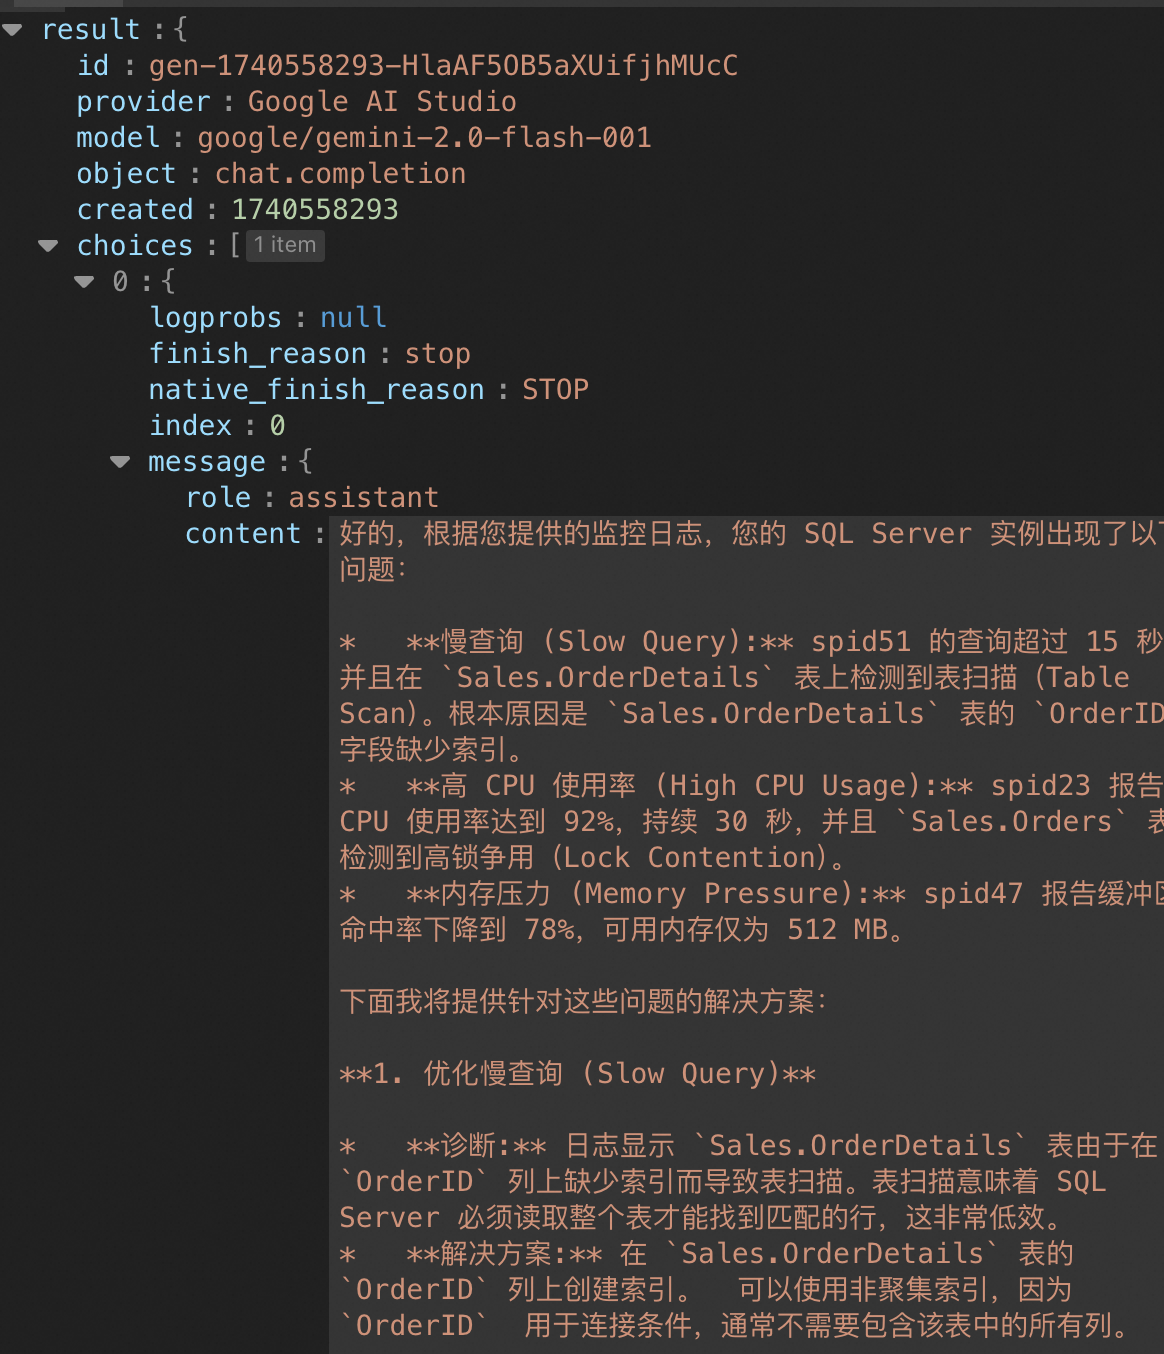 result : {
id : gen-1740558293-HlaAF5OB5aXUifjhMUcC
provider : Google AI Studio
model : google/gemini-2.0-flash-001
object : chat.completion
created : 1740558293
choices : [ 1 item
0 : {
logprobs : null
finish_reason : stop
native_finish_reason : STOP
index : 0
message : {
role : assistant
content : 好的，根据您提供的监控日志，您的 SQL Server 实例出现了以下
问题：
*   **慢查询 (Slow Query):** spid51 的查询超过 15 秒
并且在 `Sales.OrderDetails` 表上检测到表扫描 (Table
Scan)。根本原因是 `Sales.OrderDetails` 表的 `OrderID
字段缺少索引。
*   **高 CPU 使用率 (High CPU Usage):** spid23 报告
CPU 使用率达到 92%，持续 30 秒，并且 `Sales.Orders` 表
检测到高锁争用 (Lock Contention)。
*   **内存压力 (Memory Pressure):** spid47 报告缓冲区
命中率下降到 78%，可用内存仅为 512 MB。
下面我将提供针对这些问题的解决方案：
**1. 优化慢查询 (Slow Query)**
*   **诊断:** 日志显示 `Sales.OrderDetails` 表由于在
`OrderID` 列上缺少索引而导致表扫描。表扫描意味着 SQL
Server 必须读取整个表才能找到匹配的行，这非常低效。
*   **解决方案:** 在 `Sales.OrderDetails` 表的
`OrderID` 列上创建索引。  可以使用非聚集索引，因为
`OrderID`  用于连接条件，通常不需要包含该表中的所有列。